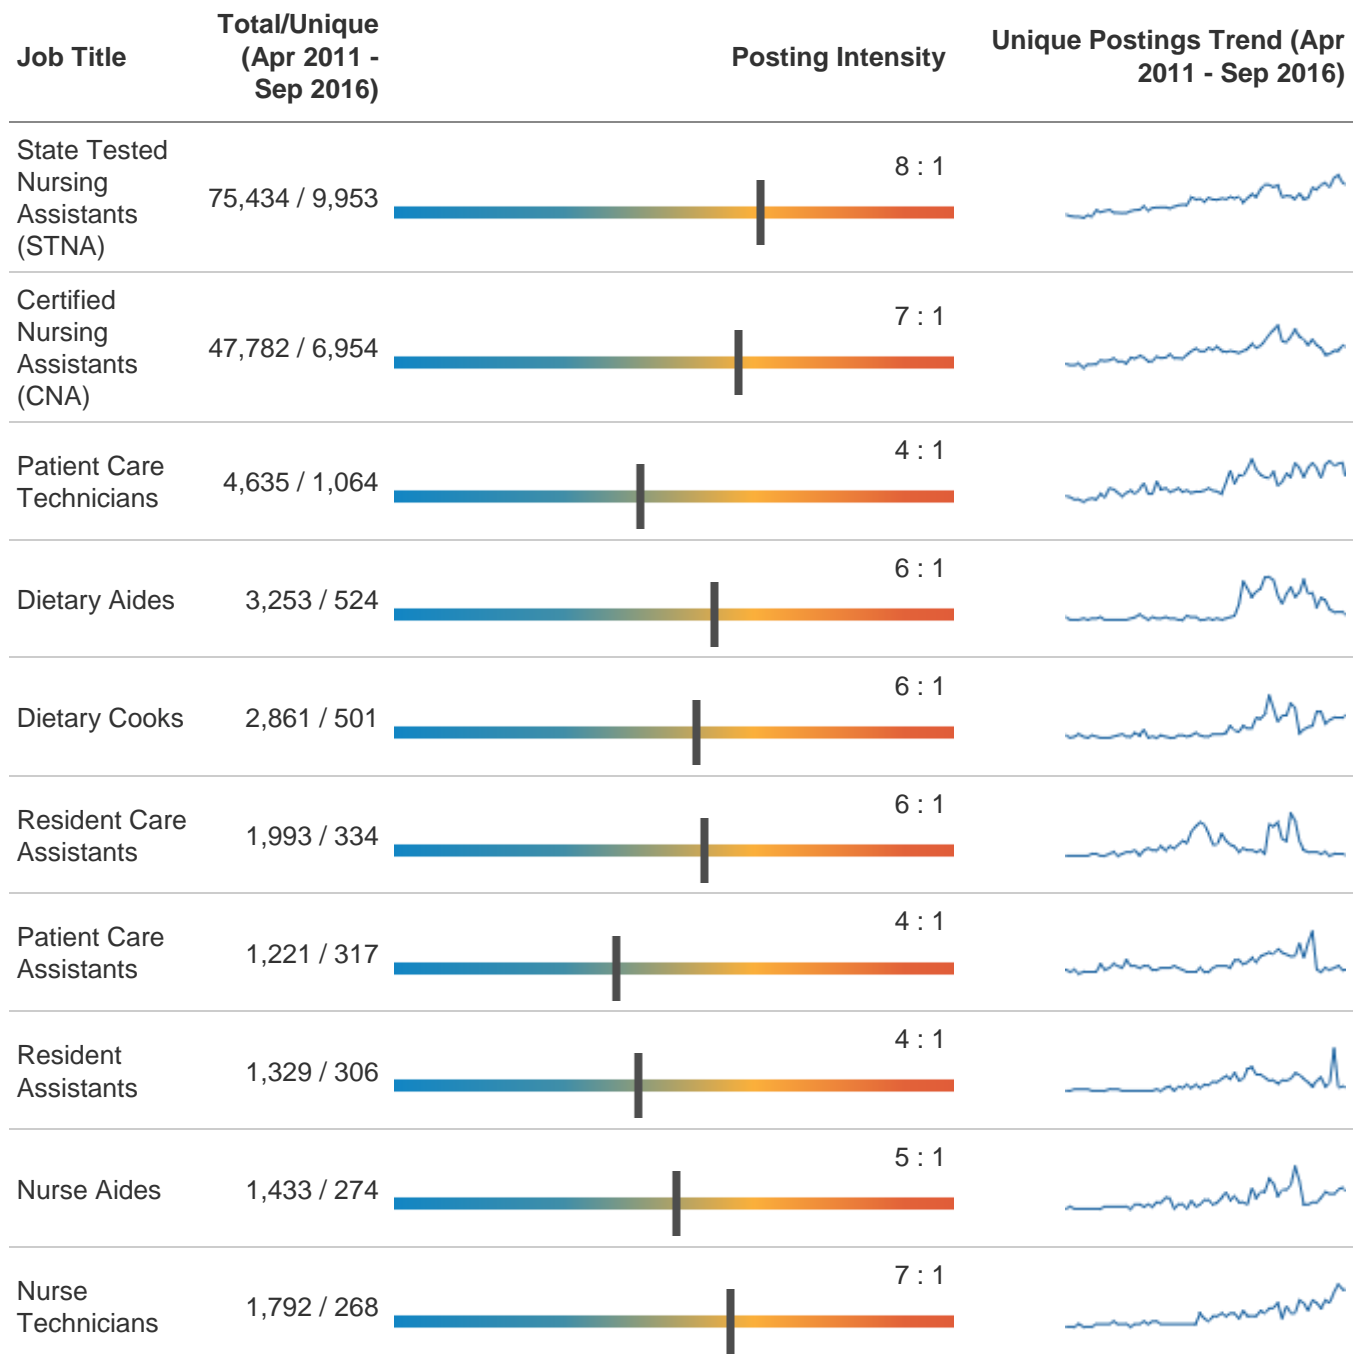 Job Title
Total/Unique
(Apr 2011 -
Sep 2016)
Posting Intensity
Unique Postings Trend (Apr
2011 - Sep 2016)
State Tested
Nursing
Assistants
(STNA)
75,434 / 9,953
8 : 1
Certified
Nursing
Assistants
(CNA)
47,782 / 6,954
7 : 1
Patient Care
Technicians
4,635 / 1,064
4 : 1
Dietary Aides
3,253 / 524
6 : 1
Dietary Cooks
2,861 / 501
6 : 1
Resident Care
Assistants
1,993 / 334
6 : 1
Patient Care
Assistants
1,221 / 317
4 : 1
Resident
Assistants
1,329 / 306
4 : 1
Nurse Aides
1,433 / 274
5 : 1
Nurse
Technicians
1,792 / 268
7 : 1